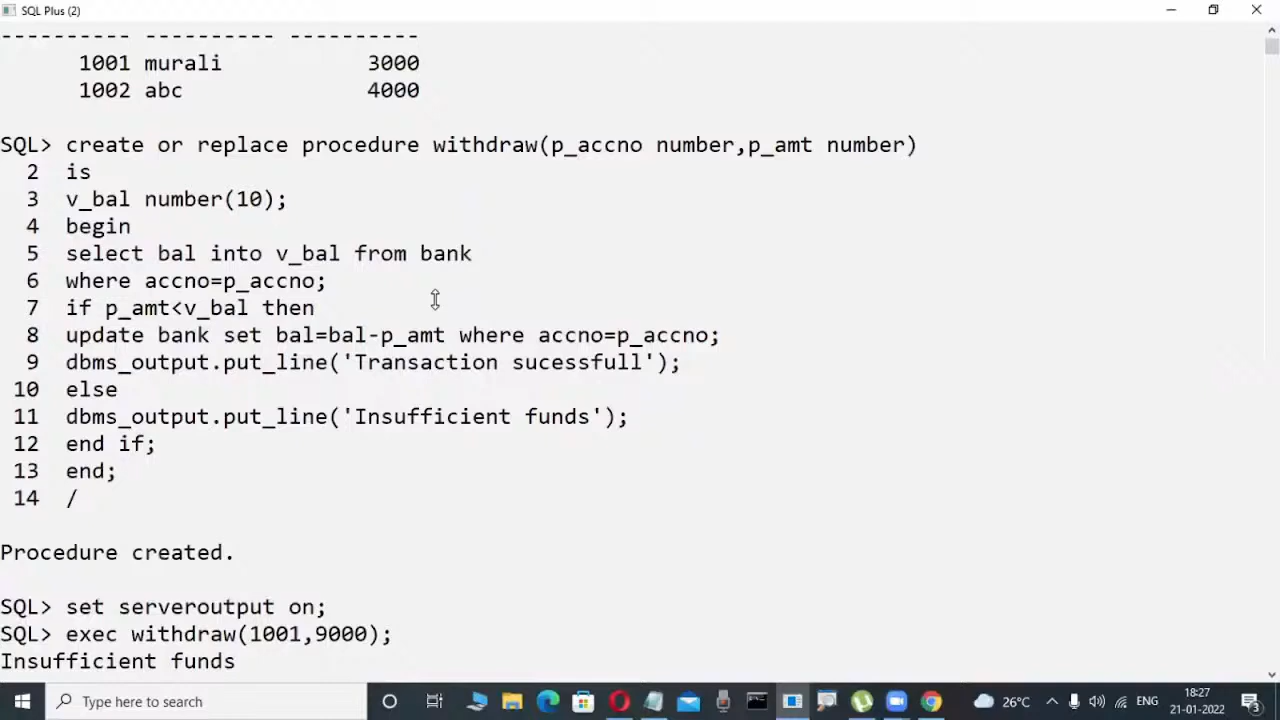 SQL Plus (2)
---------- ---------- ----------
1001 murali 3000
1002 abc 4000
SQL> create or replace procedure withdraw(p_accno number,p_amt number)
2 is
3 v_bal number(10);
4 begin
5 select bal into v_bal from bank
6 where accno=p_accno;
7 if p_amt<v_bal then
8 update bank set bal=bal-p_amt where accno=p_accno;
9 dbms_output.put_line('Transaction sucessfull');
10 else
11 dbms_output.put_line('Insufficient funds');
12 end if;
13 end;
14 /
Procedure created.
SQL> set serveroutput on;
SQL> exec withdraw(1001,9000);
Insufficient funds
Type here to search
26°C
ENG
18:27
21-01-2022
3